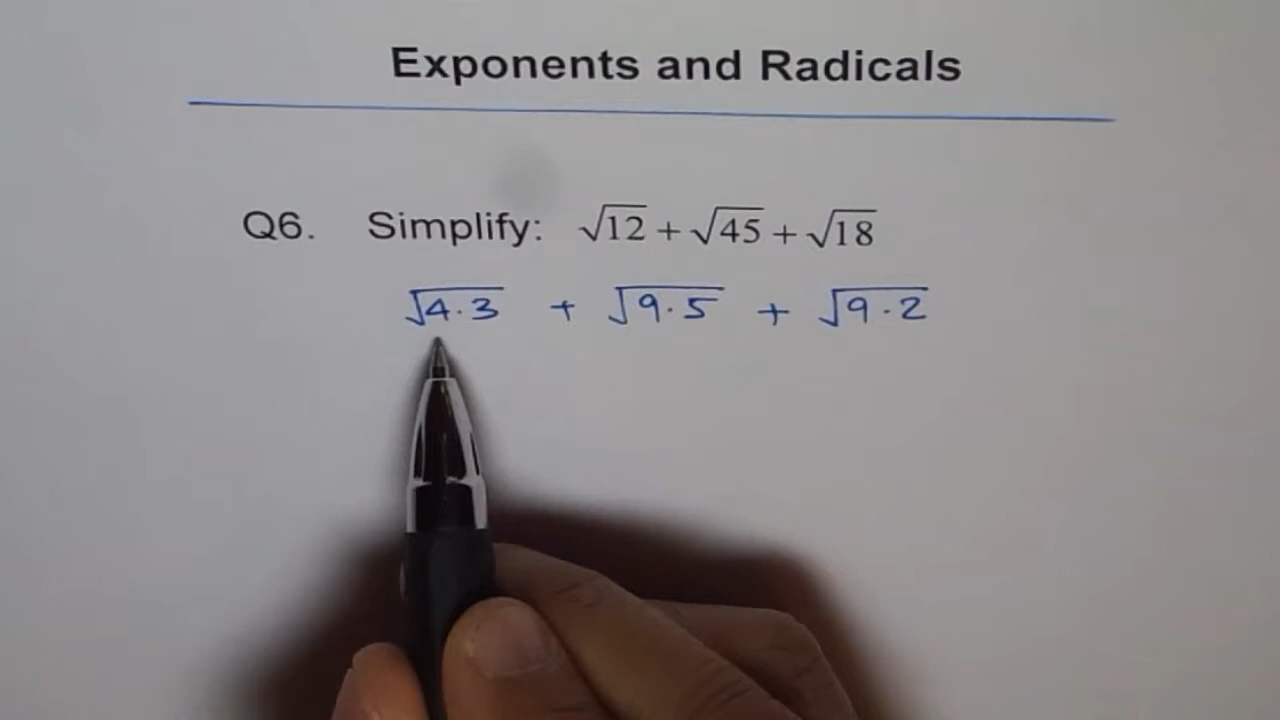 Exponents and Radicals
Q6. Simplify: √12 + √45 + √18
√4·3 + √9·5 + √9·2